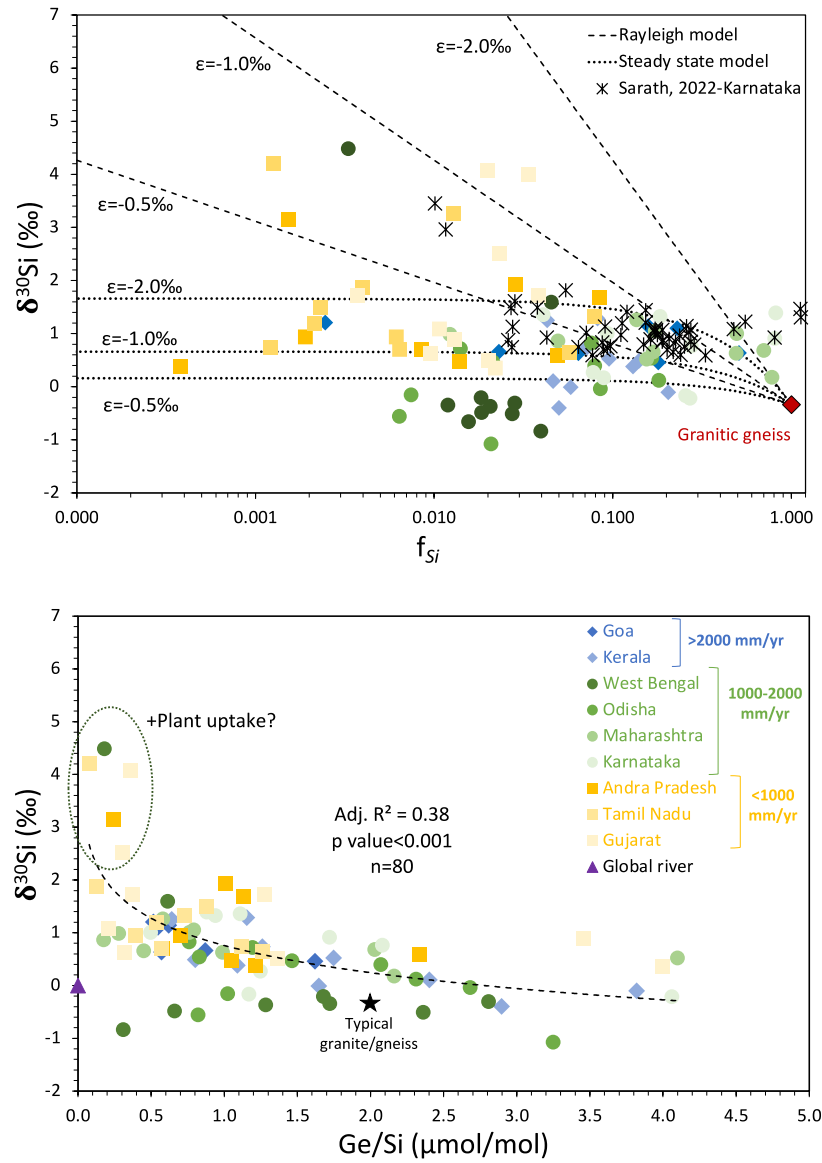 7
6
5
4
3
2
1
0
-1
-2
δ³⁰Si (‰)
ε=-1.0‰
ε=-2.0‰
ε=-0.5‰
ε=-2.0‰
ε=-1.0‰
ε=-0.5‰
Rayleigh model
Steady state model
Sarath, 2022-Karnataka
Granitic gneiss
0.000 0.001 0.010 0.100 1.000
fSi
7
6
5
4
3
2
1
0
-1
-2
δ³⁰Si (‰)
+Plant uptake?
Adj. R² = 0.38
p value<0.001
n=80
Goa
Kerala
>2000 mm/yr
West Bengal
Odisha
Maharashtra
Karnataka
1000-2000
mm/yr
Andra Pradesh
Tamil Nadu
Gujarat
<1000
mm/yr
Global river
Typical
granite/gneiss
0.0 0.5 1.0 1.5 2.0 2.5 3.0 3.5 4.0 4.5 5.0
Ge/Si (μmol/mol)